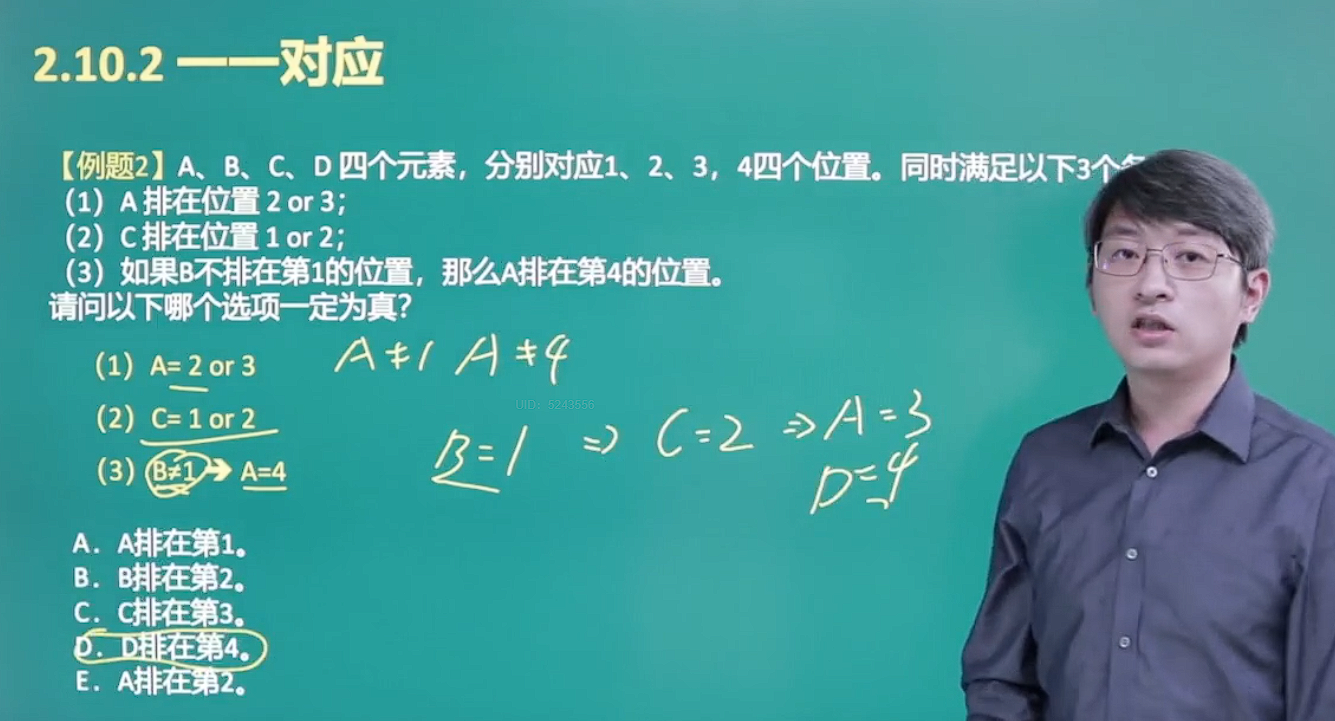 2.10.2 一一对应
【例题2】A、B、C、D 四个元素，分别对应1、2、3，4四个位置。同时满足以下3个
（1）A 排在位置 2 or 3；
（2）C 排在位置 1 or 2；
（3）如果B不排在第1的位置，那么A排在第4的位置。
请问以下哪个选项一定为真？
（1）A= 2 or 3 A≠1 A≠4
（2）C= 1 or 2
UID：5243556
（3）B≠1➔ A=4 B=1 ⇒ C=2 ⇒ A=3
D=4
A．A排在第1。
B．B排在第2。
C．C排在第3。
D．D排在第4。
E．A排在第2。